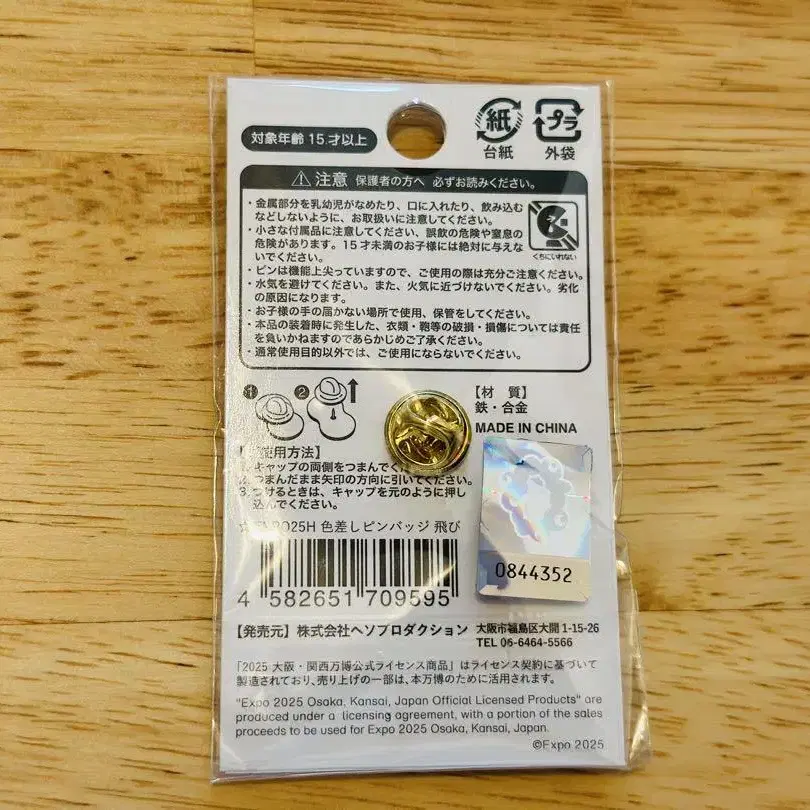 対象年齢 15才以上
紙
台紙
プラ
外袋
注意 保護者の方へ 必ずお読みください。
・金属部分を乳幼児がなめたり、口に入れたり、飲み込む
などしないように、お取扱いに注意してください。
・小さな付属品に注意してください、誤飲の危険や窒息の
危険があります。15才未満のお子様には絶対に与えな
いでください。
くちにいれない
・ピンは機能上尖っていますので、ご使用の際は充分ご注意ください。
・水気を避けてください。また、火気に近づけないでください。劣化
の原因になります。
・お子様の手の届かない場所で使用、保管をしてください。
・本品の装着時に発生した、衣類・鞄等の破損・損傷については責任
を負いかねますのであらかじめご了承ください。
・通常使用目的以外では、ご使用にならないでください。
1 2
【材 質】
鉄・合金
MADE IN CHINA
使用方法】
1.キャップの両側をつまんでく
2.つまんだまま矢印の方向に引いてください。
3.つけるときは、キャップを元のように押し
込んでください。
O25H 色差しピンバッジ 飛び
0844352
4 582651 709595
【発売元】株式会社ヘソプロダクション 大阪市福島区大開 1-15-26
TEL 06-6464-5566
「2025 大阪・関西万博公式ライセンス商品」はライセンス契約に基づいて
製造されており、売り上げの一部は、本万博のために活用されます。
"Expo 2025 Osaka, Kansai, Japan Official Licensed Products" are
produced under a licensing agreement, with a portion of the sales
proceeds to be used for Expo 2025 Osaka, Kansai, Japan.
©Expo 2025